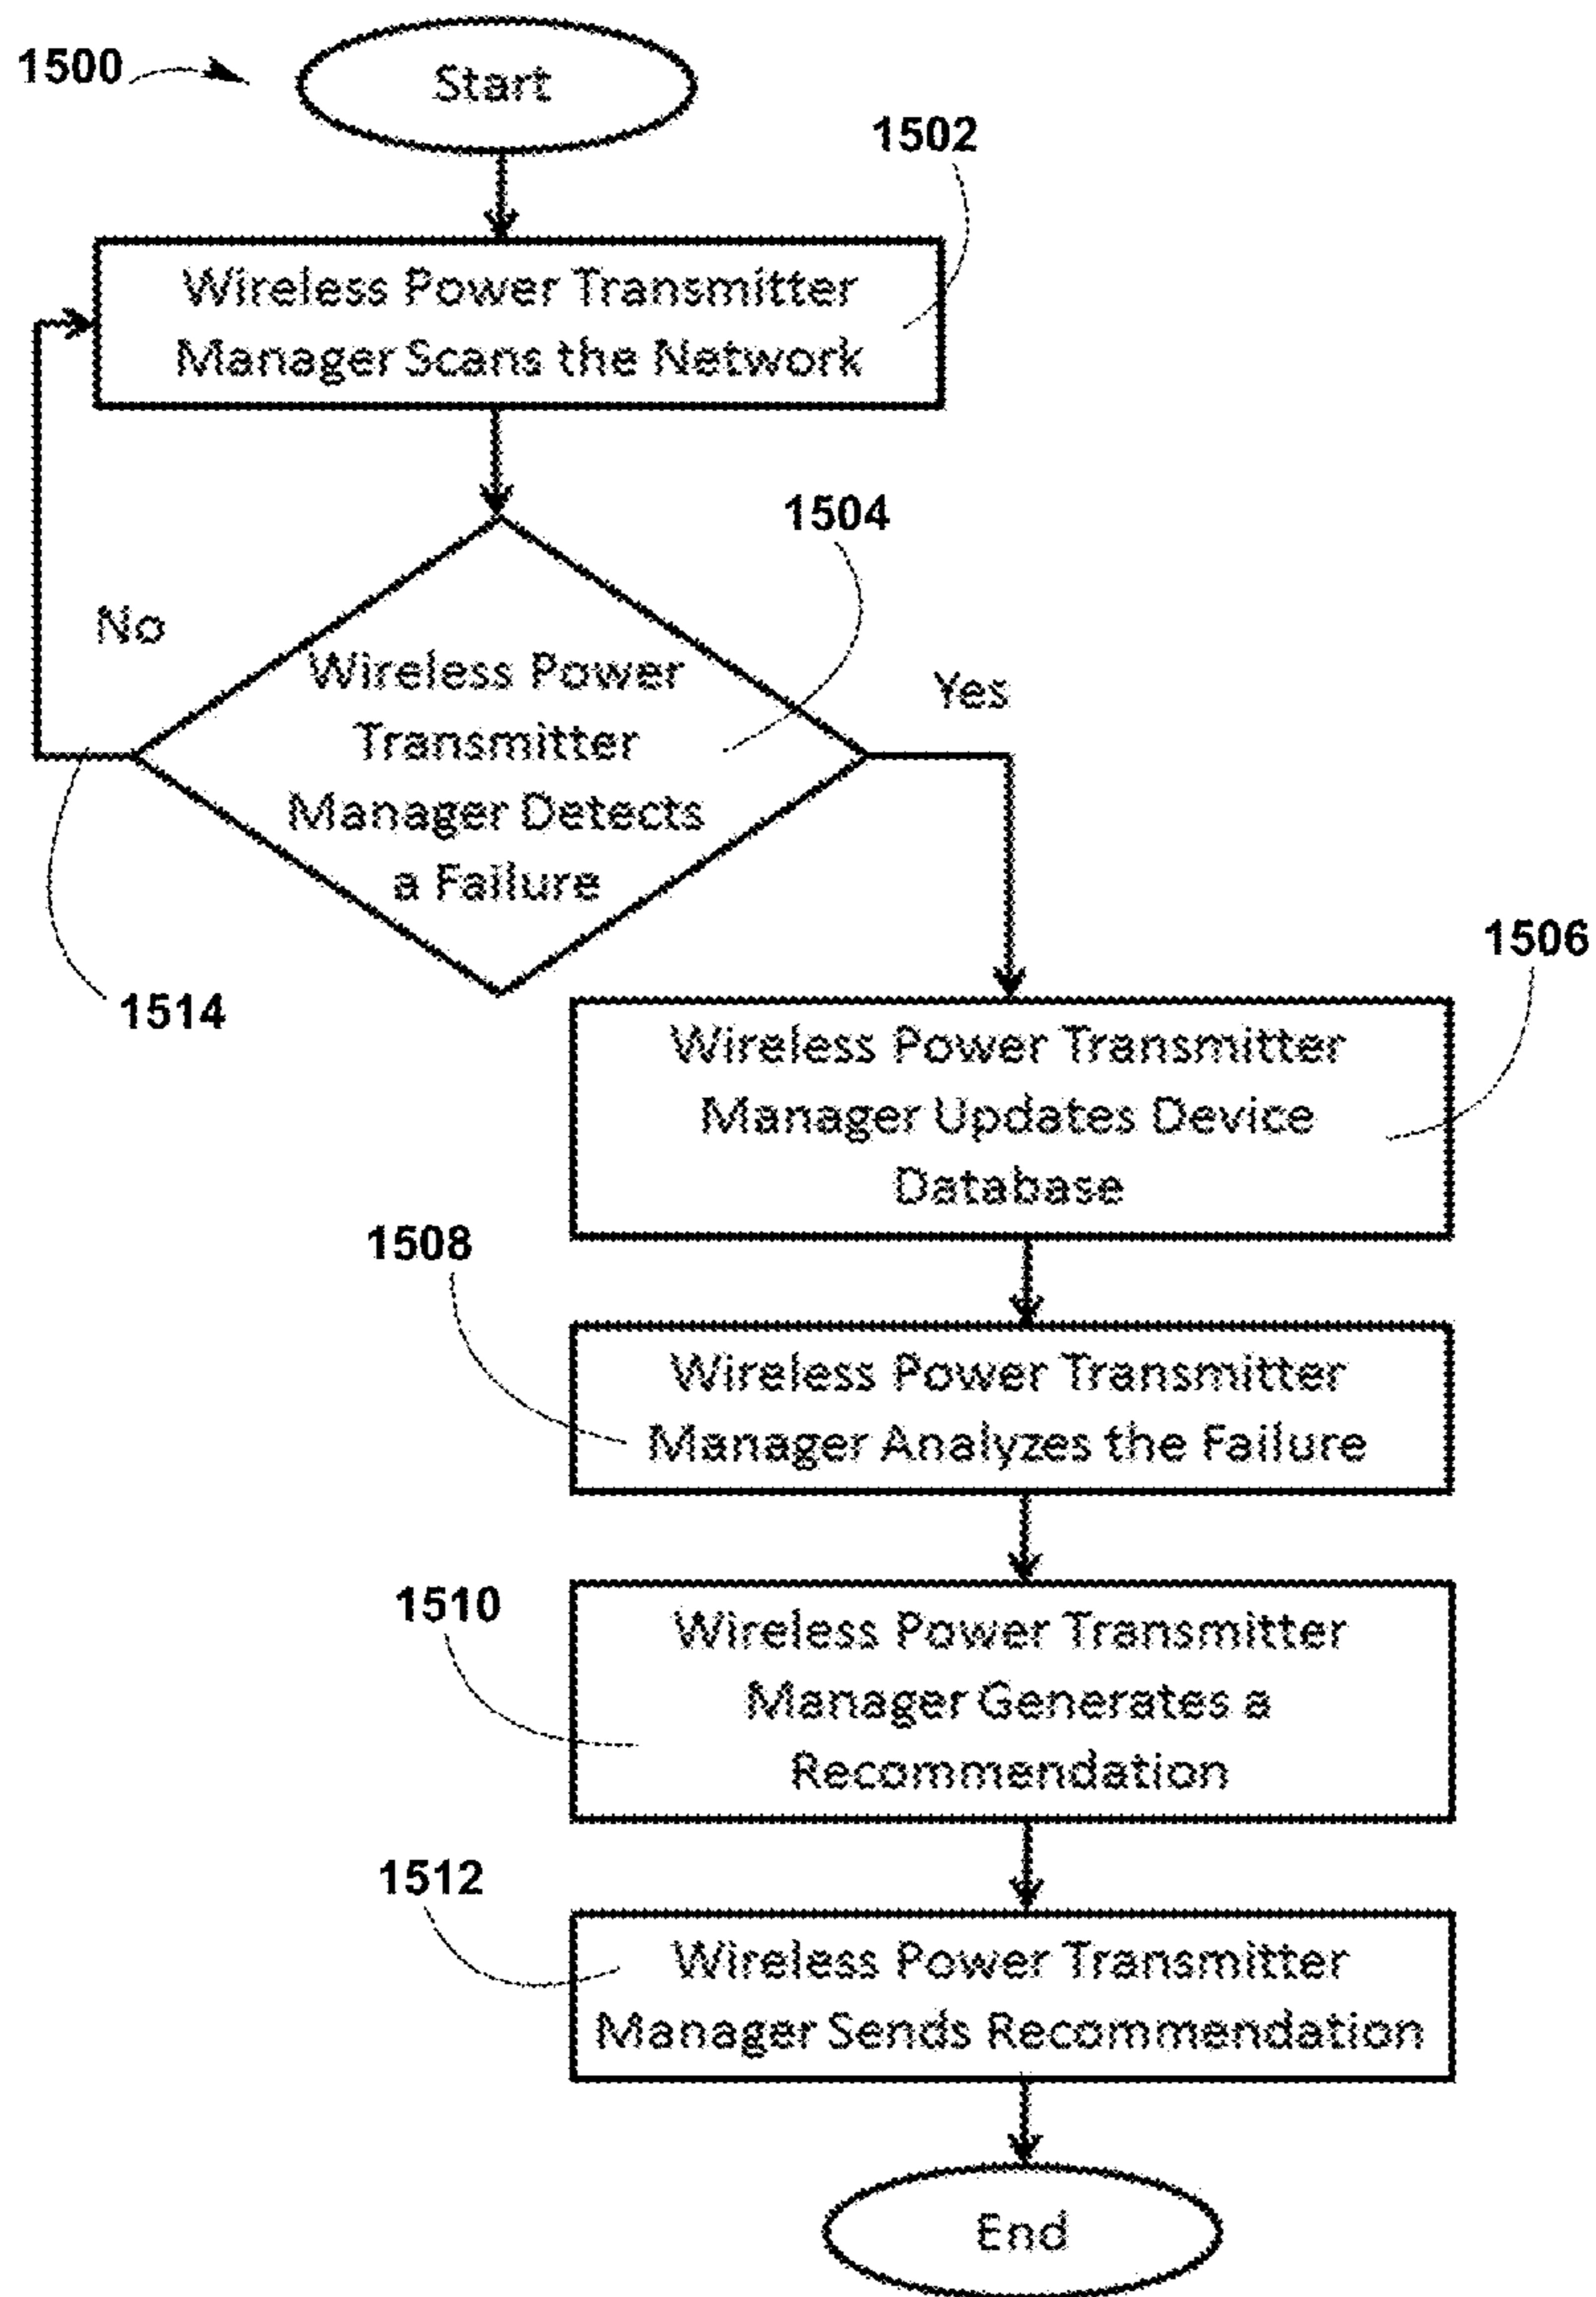 1500
Start
1502
Wireless Power Transmitter
Manager Scans the Network
1504
No
Wireless Power
Transmitter
Manager Detects
a Failure
Yes
1514
1506
Wireless Power Transmitter
Manager Updates Device
Database
1508
Wireless Power Transmitter
Manager Analyzes the Failure
1510
Wireless Power Transmitter
Manager Generates a
Recommendation
1512
Wireless Power Transmitter
Manager Sends Recommendation
End